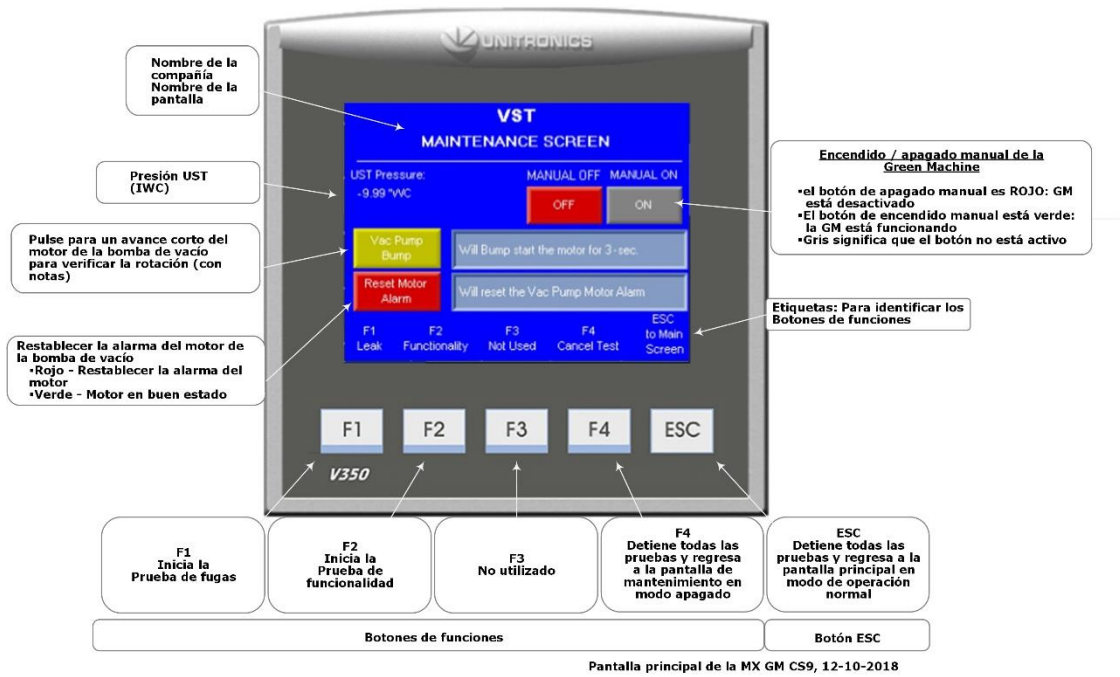 UNITRONICS
Nombre de la
compañía
Nombre de la
pantalla
VST
MAINTENANCE SCREEN
Presión UST
(IWC)
UST Pressure:
-9.99 "WC
MANUAL OFF
MANUAL ON
OFF
ON
Encendido / apagado manual de la
Green Machine
▪el botón de apagado manual es ROJO: GM
está desactivado
▪El botón de encendido manual está verde:
la GM está funcionando
▪Gris significa que el botón no está activo
Pulse para un avance corto del
motor de la bomba de vacío
para verificar la rotación (con
notas)
Vac Pump
Bump
Will Bump start the motor for 3-sec.
Reset Motor
Alarm
Will reset the Vac Pump Motor Alarm
Etiquetas: Para identificar los
Botones de funciones
Restablecer la alarma del motor de
la bomba de vacío
▪Rojo - Restablecer la alarma del
motor
▪Verde - Motor en buen estado
F1
Leak
F2
Functionality
F3
Not Used
F4
Cancel Test
ESC
to Main
Screen
F1
F2
F3
F4
ESC
V350
F1
Inicia la
Prueba de fugas
F2
Inicia la
Prueba de
funcionalidad
F3
No utilizado
F4
Detiene todas las
pruebas y regresa
a la pantalla de
mantenimiento en
modo apagado
ESC
Detiene todas las
pruebas y regresa a la
pantalla principal en
modo de operación
normal
Botones de funciones
Botón ESC
Pantalla principal de la MX GM CS9, 12-10-2018